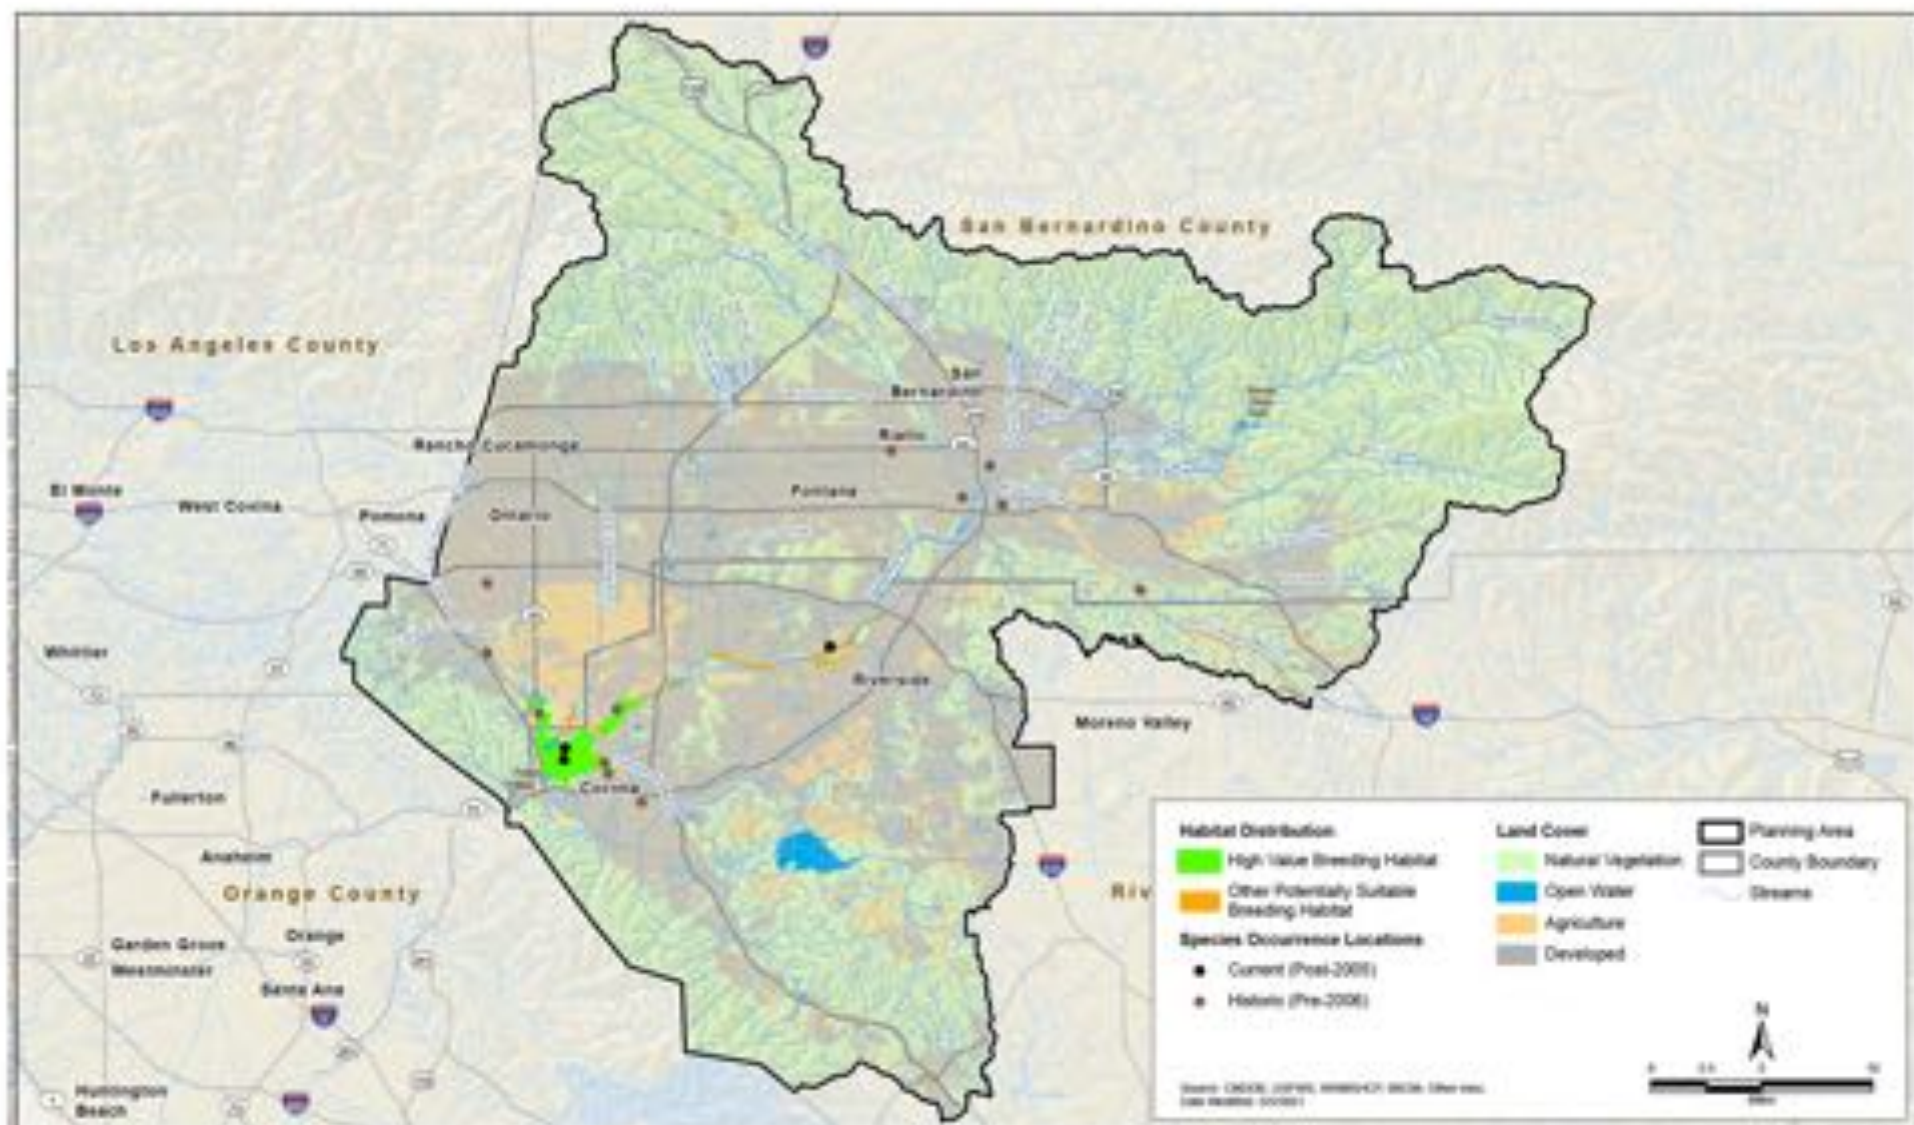 San Bernardino County
Los Angeles County
San
Bernardino
Rancho Cucamonga
Rialto
El Monte
West Covina
Pomona
Ontario
Fontana
Whittier
Riverside
Moreno Valley
Corona
Fullerton
Anaheim
Orange County
Riv
Garden Grove
Orange
Westminster
Santa Ana
Huntington
Beach
Habitat Distribution
High Value Breeding Habitat
Other Potentially Suitable
Breeding Habitat
Species Occurrence Locations
Current (Post-2005)
Historic (Pre-2006)
Land Cover
Natural Vegetation
Open Water
Agriculture
Developed
Planning Area
County Boundary
Streams
N
Miles